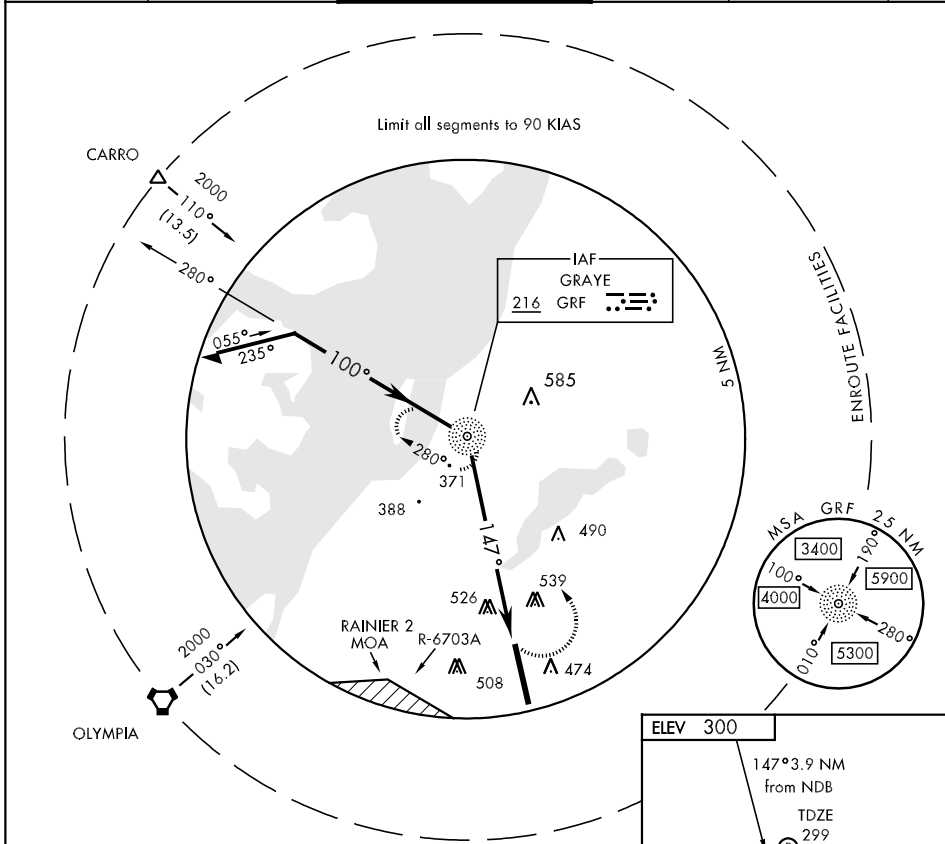 Limit all segments to 90 KIAS
CARRO
2000
110°
(13.5)
280°
IAF
GRAYE
216 GRF
ENROUTE FACILITIES
055°
235°
100°
5 NM
585
280°
371
388
147°
490
MSA GRF 25 NM
3400
190°
100°
5900
4000
280°
010°
5300
526
539
RAINIER 2
MOA
R-6703A
2000
030°
(16.2)
508
474
OLYMPIA
ELEV 300
147° 3.9 NM
from NDB
TDZE
299